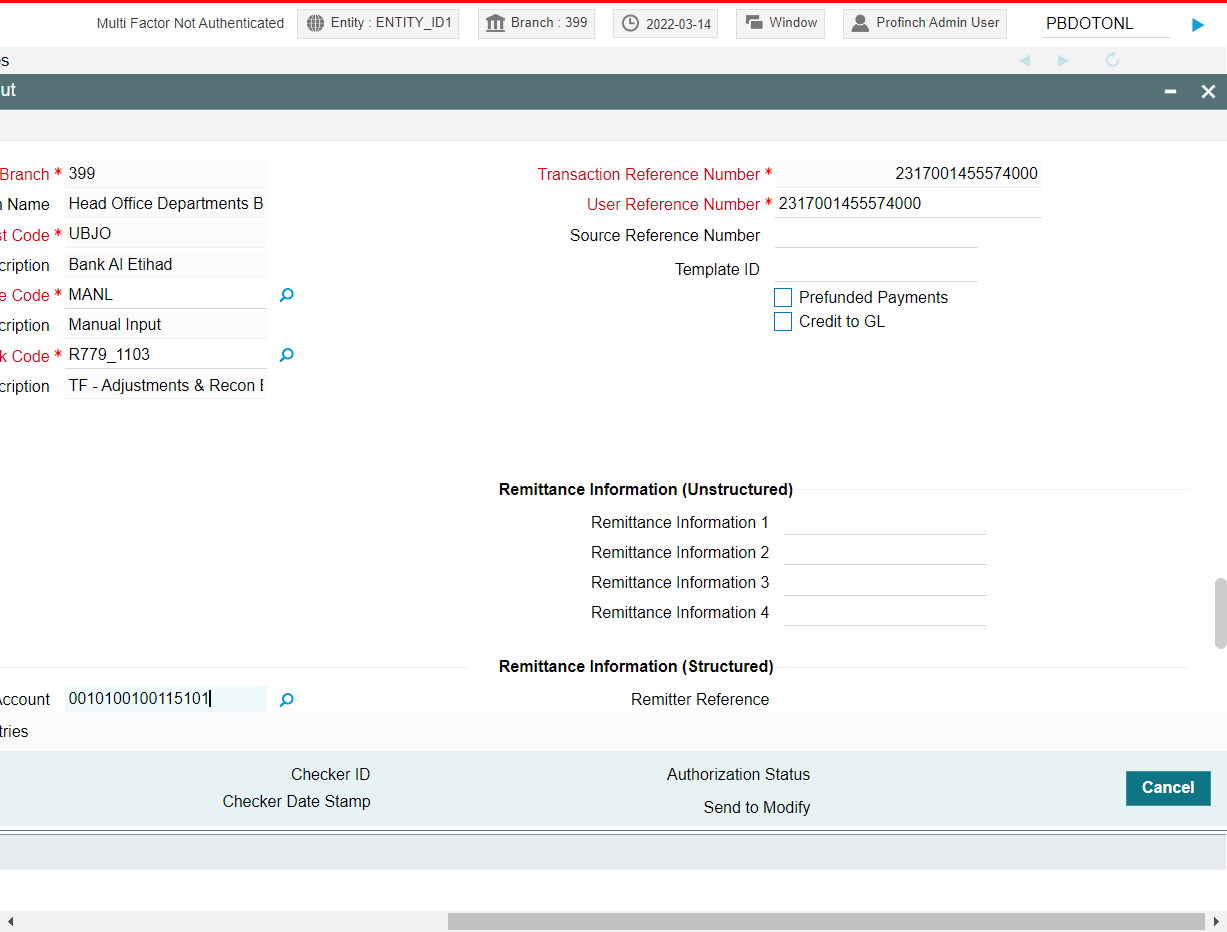 Multi Factor Not Authenticated Entity : ENTITY_ID1 Branch : 399 2022-03-14 Window Profinch Admin User PBDOTONL
s
ut
Branch * 399
Transaction Reference Number * 2317001455574000
n Name Head Office Departments B
User Reference Number * 2317001455574000
st Code * UBJO
Source Reference Number
cription Bank Al Etihad
Template ID
e Code * MANL
Prefunded Payments
cription Manual Input
Credit to GL
k Code * R779_1103
cription TF - Adjustments & Recon E
Remittance Information (Unstructured)
Remittance Information 1
Remittance Information 2
Remittance Information 3
Remittance Information 4
Remittance Information (Structured)
Account 0010100100115101
Remitter Reference
tries
Checker ID
Authorization Status
Checker Date Stamp
Send to Modify
Cancel